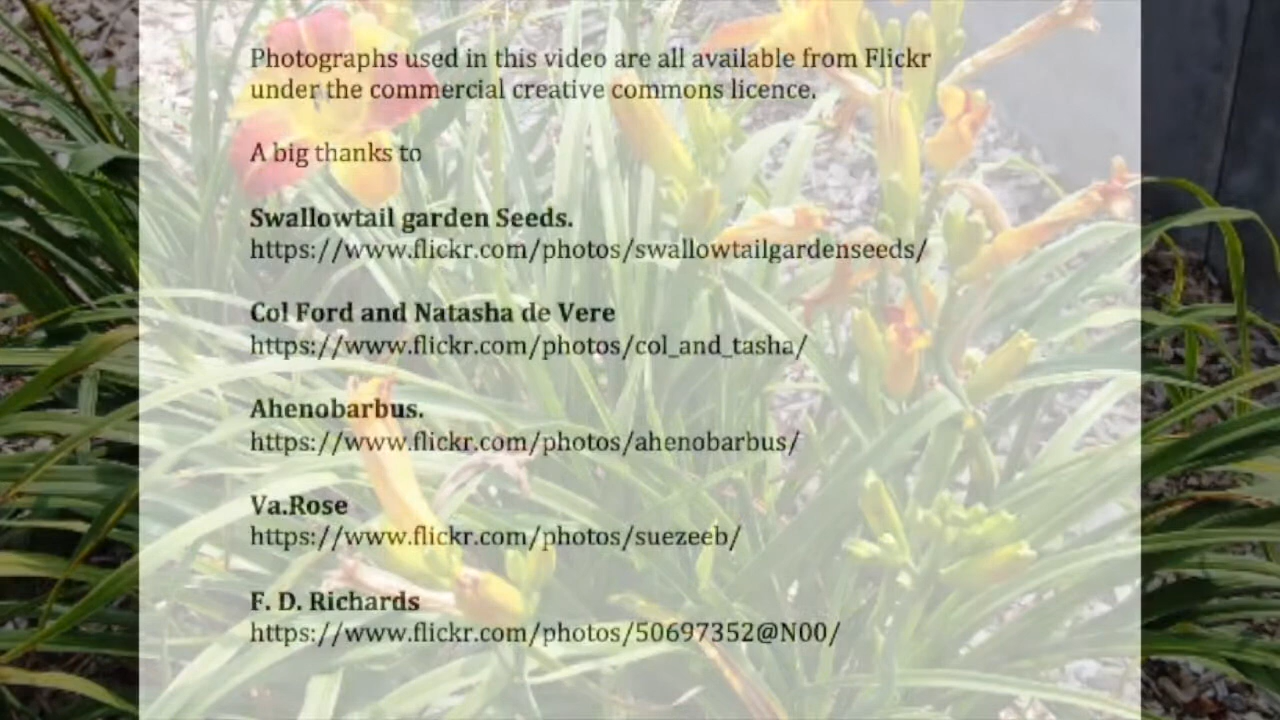 Photographs used in this video are all available from Flickr
under the commercial creative commons licence.
A big thanks to
Swallowtail garden Seeds.
https://www.flickr.com/photos/swallowtailgardenseeds/
Col Ford and Natasha de Vere
https://www.flickr.com/photos/col_and_tasha/
Ahenobarbus.
https://www.flickr.com/photos/ahenobarbus/
Va.Rose
https://www.flickr.com/photos/suezeeb/
F. D. Richards
https://www.flickr.com/photos/50697352@N00/